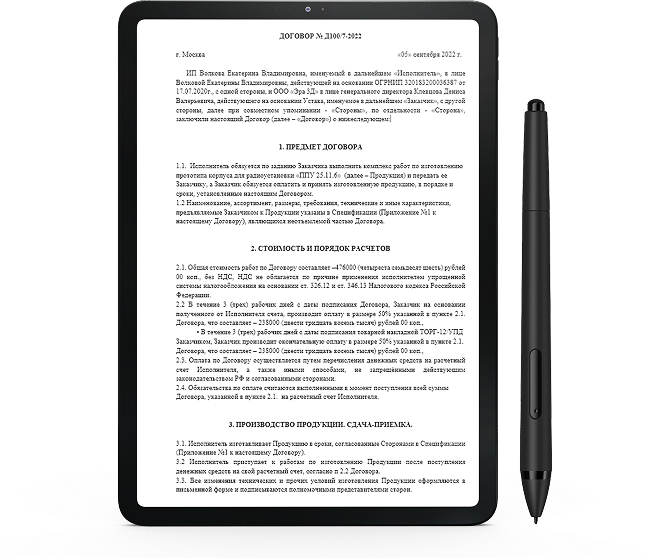 ДОГОВОР № Д100/7-2022
г. Москва «05» сентября 2022 г.
ИП Волкова Екатерина Владимировна, именуемый в дальнейшем «Исполнитель», в лице
Волковой Екатерины Владимировны, действующей на основании ОГРНИП 320183200036387 от
17.07.2020г., с одной стороны, и ООО «Эра 3Д» в лице генерального директора Клевцова Дениса
Валерьевича, действующего на основании Устава, именуемое в дальнейшем «Заказчик», с другой
стороны, далее при совместном упоминании - «Стороны», по отдельности - «Сторона»,
заключили настоящий Договор (далее – «Договор») о нижеследующем:
1. ПРЕДМЕТ ДОГОВОРА
1.1. Исполнитель обязуется по заданию Заказчика выполнить комплекс работ по изготовлению
прототипа корпуса для радиоустановки «ППУ 25.11.6» (далее – Продукция) и передать ее
Заказчику, а Заказчик обязуется оплатить и принять изготовленную продукцию, в порядке и
сроки, установленные настоящим Договором.
1.2 Наименование, ассортимент, размеры, требования, технические и иные характеристики,
предъявляемые Заказчиком к Продукции указаны в Спецификации (Приложение №1 к
настоящему Договору), являющихся неотъемлемой частью Договора.
2. СТОИМОСТЬ И ПОРЯДОК РАСЧЕТОВ
2.1. Общая стоимость работ по Договору составляет –476000 (четыреста семьдесят шесть) рублей
00 коп., без НДС, НДС не облагается по причине применения исполнителем упрощенной
системы налогообложения на основании ст. 326.12 и ст. 346.13 Налогового кодекса Российской
Федерации.
2.2 В течение 3 (трех) рабочих дней с даты подписания Договора, Заказчик на основании
полученного от Исполнителя счета, производит оплату в размере 50% указанной в пункте 2.1.
Договора, что составляет – 238000 (двести тридцать восемь тысяч) рублей 00 коп.,
• В течение 3 (трех) рабочих дней с даты подписания товарной накладной ТОРГ-12/УПД
Заказчиком, Заказчик производит окончательную оплату в размере 50% указанной в пункте 2.1.
Договора, что составляет – 238000 (двести тридцать восемь тысяч) рублей 00 коп.,
2.3. Оплата по Договору осуществляется путем перечисления денежных средств на расчетный
счет Исполнителя, а также иными способами, не запрещёнными действующим
законодательством РФ и согласованными сторонами.
2.4. Обязательства по оплате считаются выполненными в момент поступления всей суммы
Договора, указанной в пункте 2.1. на расчетный счет Исполнителя.
3. ПРОИЗВОДСТВО ПРОДУКЦИИ. СДАЧА-ПРИЕМКА.
3.1. Исполнитель изготавливает Продукцию в сроки, согласованные Сторонами в Спецификации
(Приложение №1 к настоящему Договору).
3.2 Исполнитель приступает к работам по изготовлению Продукции после поступления
денежных средств на свой расчетный счет, согласно п 2.2 Договора.
3.3. Все изменения технических и прочих условий изготовления Продукции оформляются в
письменной форме и подписываются полномочными представителями сторон.